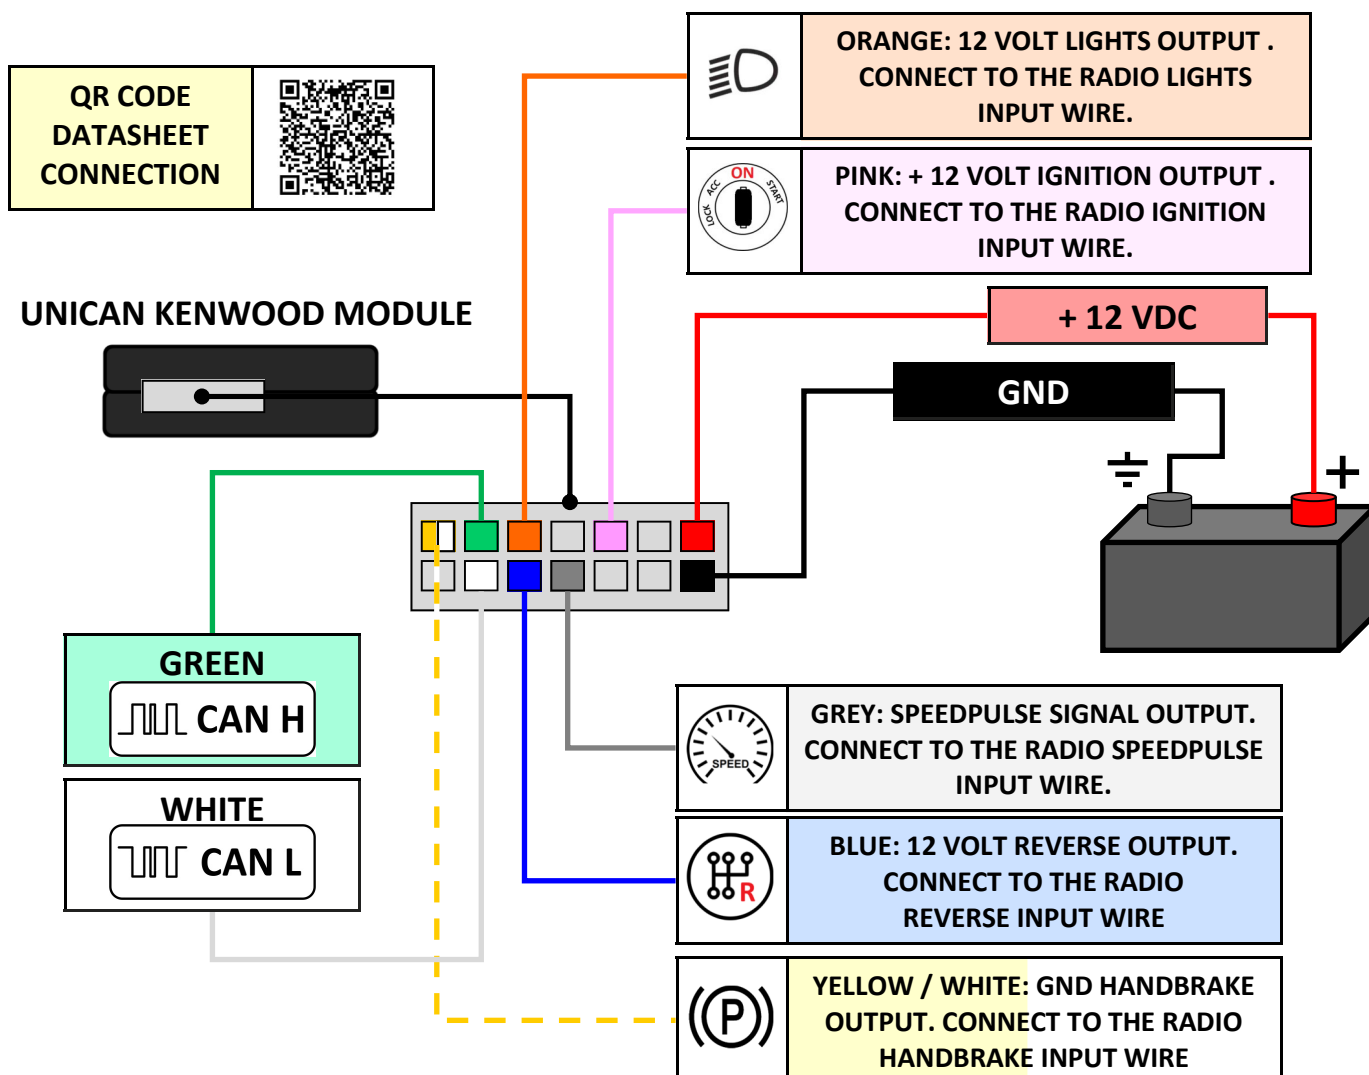 QR CODE
DATASHEET
CONNECTION
ORANGE: 12 VOLT LIGHTS OUTPUT .
CONNECT TO THE RADIO LIGHTS
INPUT WIRE.
LOCK ACC ON START
PINK: + 12 VOLT IGNITION OUTPUT .
CONNECT TO THE RADIO IGNITION
INPUT WIRE.
UNICAN KENWOOD MODULE
+ 12 VDC
GND
+
GREEN
CAN H
WHITE
CAN L
SPEED
GREY: SPEEDPULSE SIGNAL OUTPUT.
CONNECT TO THE RADIO SPEEDPULSE
INPUT WIRE.
R
BLUE: 12 VOLT REVERSE OUTPUT.
CONNECT TO THE RADIO
REVERSE INPUT WIRE
(P)
YELLOW / WHITE: GND HANDBRAKE
OUTPUT. CONNECT TO THE RADIO
HANDBRAKE INPUT WIRE